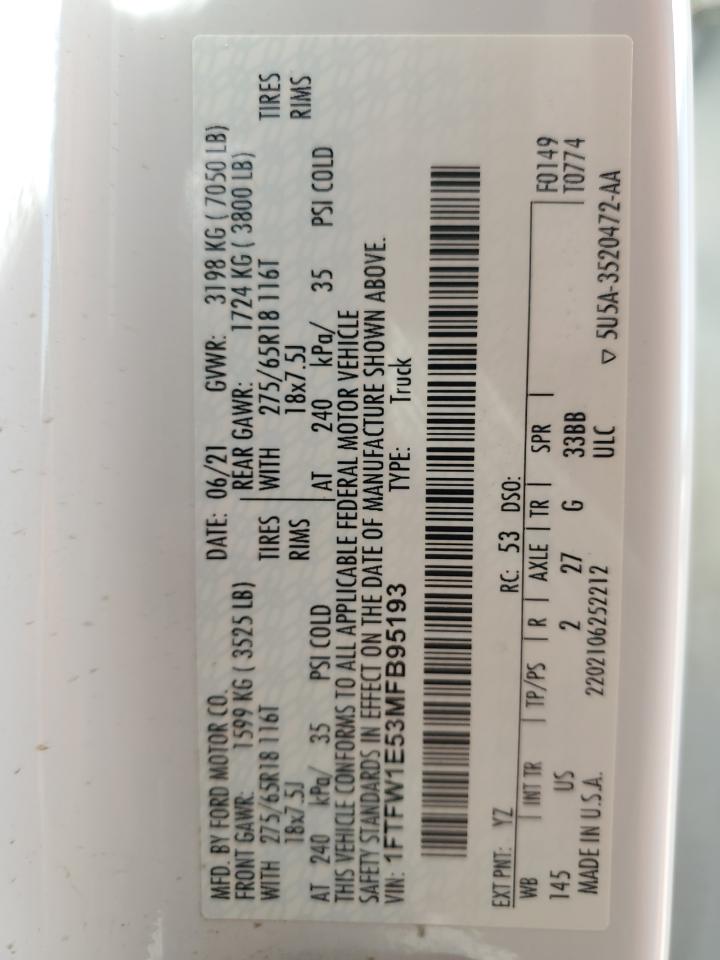 MFD. BY FORD MOTOR CO. DATE: 06/21 GVWR: 3198 KG ( 7050 LB)
FRONT GAWR: 1599 KG ( 3525 LB) REAR GAWR: 1724 KG ( 3800 LB)
WITH 275/65R18 116T TIRES WITH 275/65R18 116T TIRES
18x7.5J RIMS 18x7.5J RIMS
AT 240 kPa/ 35 PSI COLD AT 240 kPa/ 35 PSI COLD
THIS VEHICLE CONFORMS TO ALL APPLICABLE FEDERAL MOTOR VEHICLE
SAFETY STANDARDS IN EFFECT ON THE DATE OF MANUFACTURE SHOWN ABOVE.
VIN: 1FTFW1E53MFB95193 TYPE: Truck
EXT PNT: YZ RC: 53 DSO: F0149
WB INT TR TP/PS R AXLE TR SPR T0774
145 US 2 27 G 33BB
MADE IN U.S.A. 2202106252212 ULC ▽ 5U5A-3520472-AA